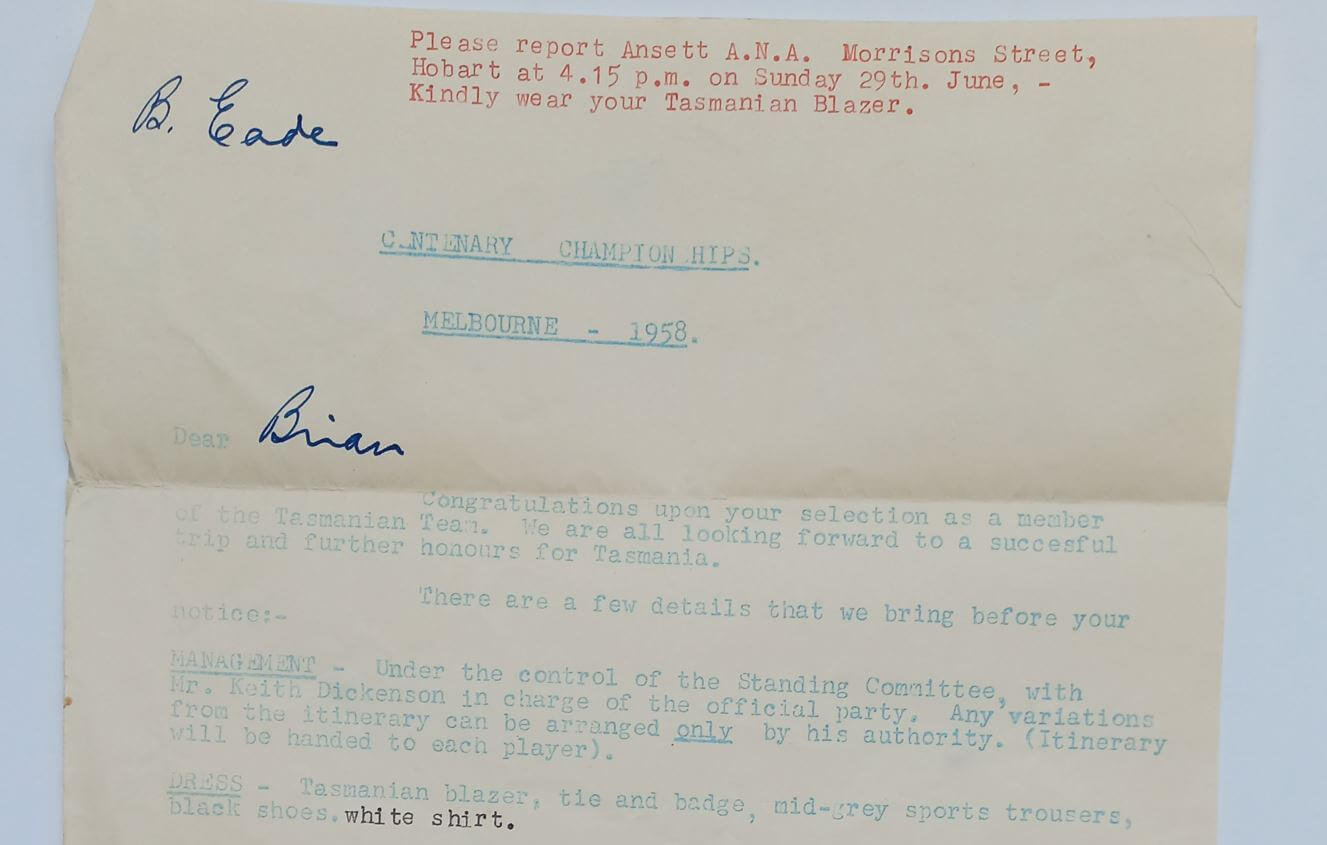 Please report Ansett A.N.A. Morrisons Street,
Hobart at 4.15 p.m. on Sunday 29th. June, -
Kindly wear your Tasmanian Blazer.
B. Eade
CENTENARY CHAMPION HIPS.
MELBOURNE - 1958.
Dear Brian
Congratulations upon your selection as a member
of the Tasmanian Team. We are all looking forward to a succesful
trip and further honours for Tasmania.
There are a few details that we bring before your
notice:-
MANAGEMENT - Under the control of the Standing Committee, with
Mr. Keith Dickenson in charge of the official party. Any variations
from the itinerary can be arranged only by his authority. (Itinerary
will be handed to each player).
DRESS - Tasmanian blazer, tie and badge, mid-grey sports trousers,
black shoes. white shirt.